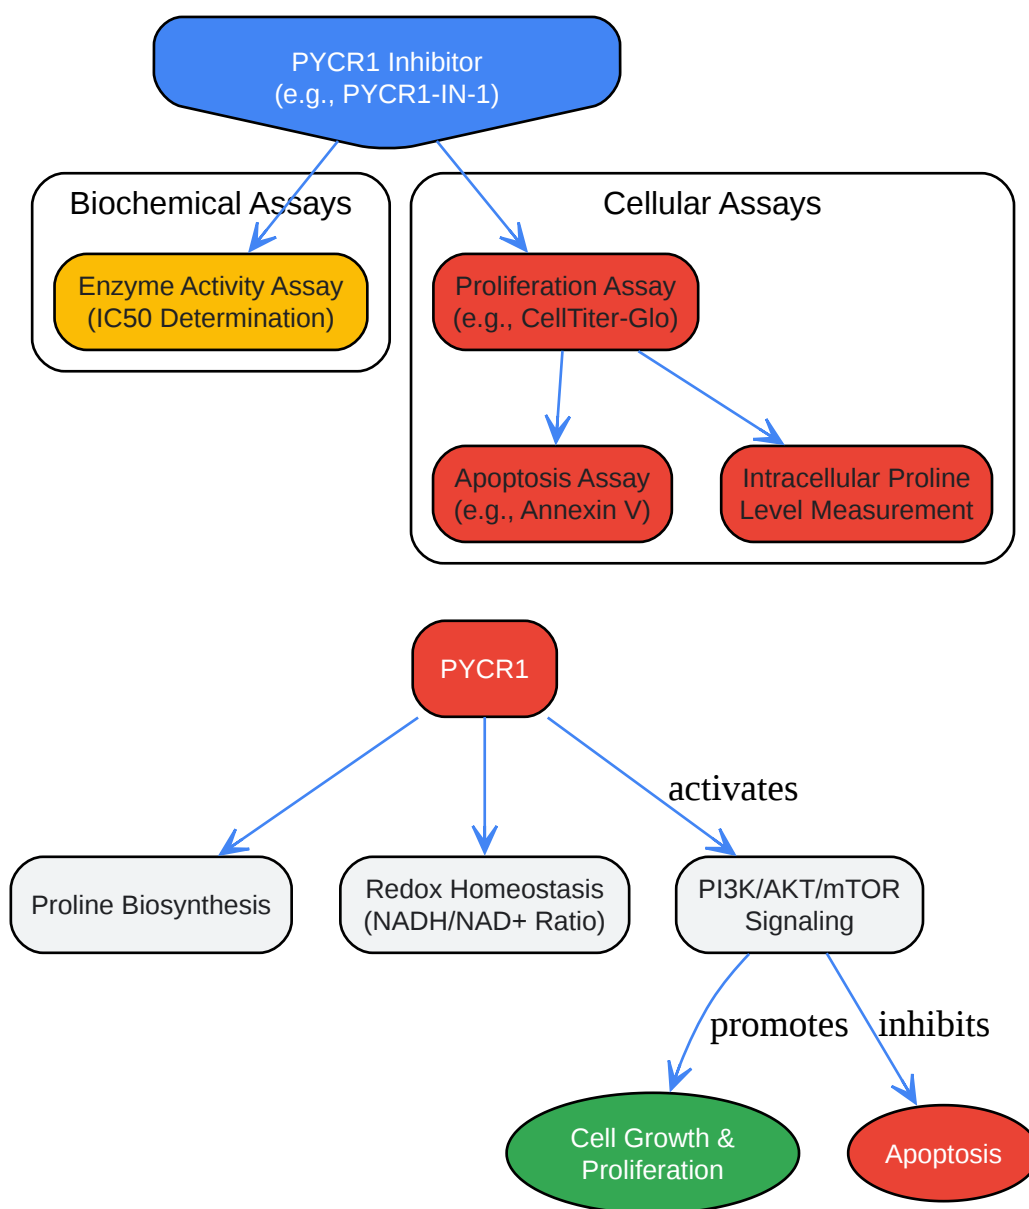 PYCR1 Inhibitor
(e.g., PYCR1-IN-1)
Biochemical Assays
Cellular Assays
Enzyme Activity Assay
(IC50 Determination)
Proliferation Assay
(e.g., CellTiter-Glo)
Apoptosis Assay
(e.g., Annexin V)
Intracellular Proline
Level Measurement
PYCR1
activates
Proline Biosynthesis
Redox Homeostasis
(NADH/NAD+ Ratio)
PI3K/AKT/mTOR
Signaling
promotes
inhibits
Cell Growth &
Proliferation
Apoptosis